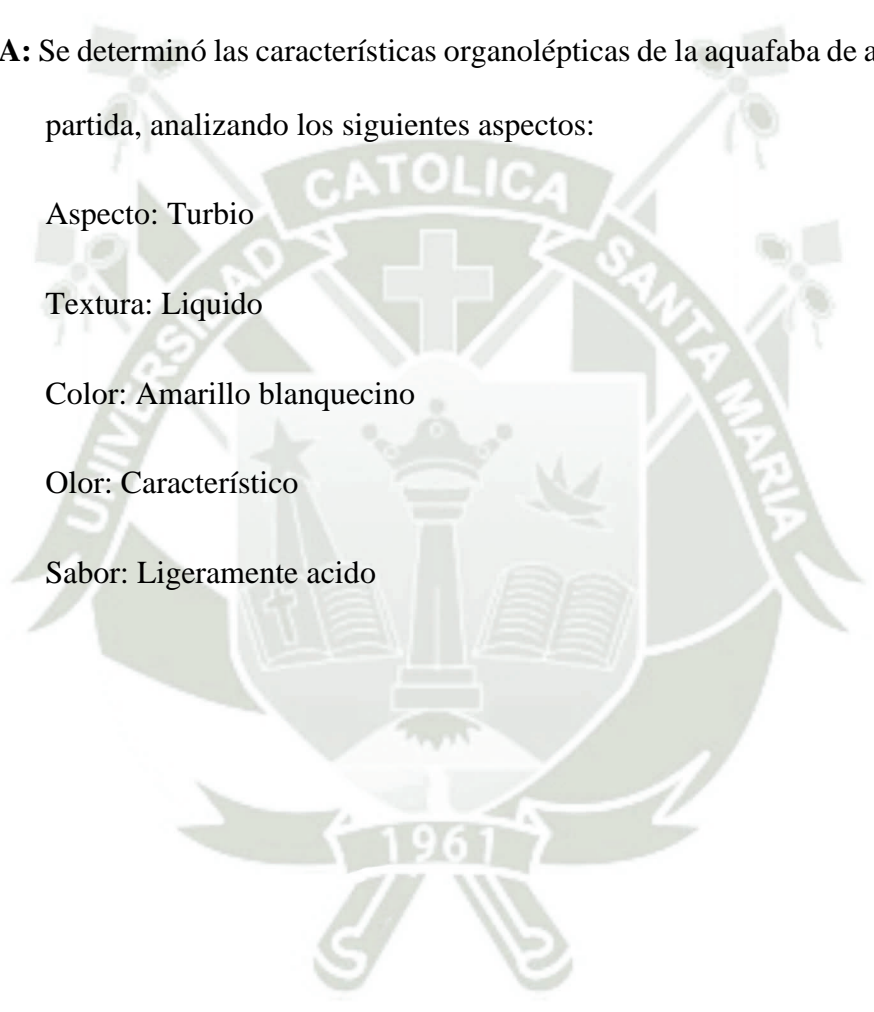 A: Se determinó las características organolépticas de la aquafaba de a
partida, analizando los siguientes aspectos:
Aspecto: Turbio
Textura: Liquido
Color: Amarillo blanquecino
Olor: Característico
Sabor: Ligeramente acido
UNIVERSIDAD CATOLICA SANTA MARIA
1961